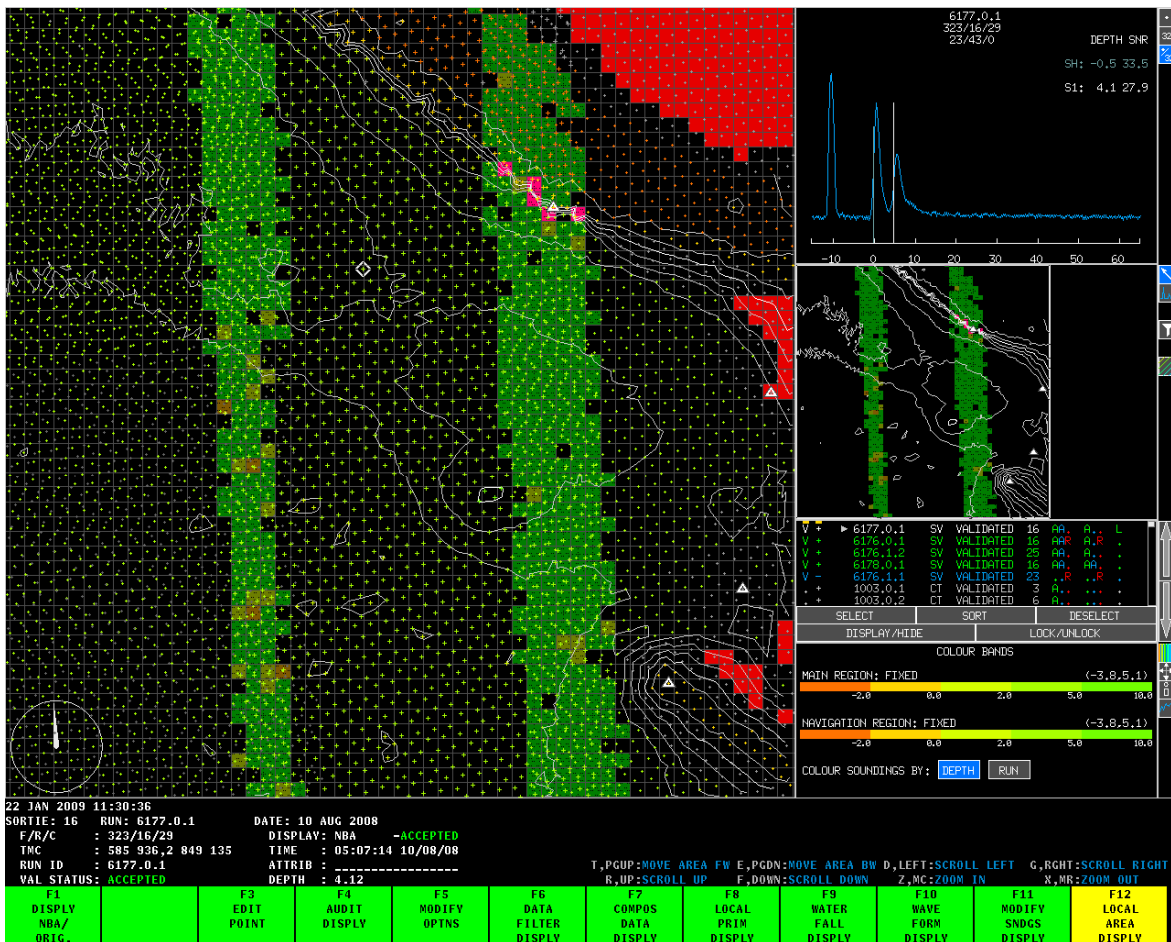 6177.0.1
323/16/29
23/43/0
DEPTH SNR
SH: -0.5 33.5
S1: 4.1 27.9
-10 0 10 20 30 40 50 60
V + 6177.0.1 SV VALIDATED 16 AA. A.. L
V + 6176.0.1 SV VALIDATED 16 AAR A.R .
V + 6176.1.2 SV VALIDATED 25 AA. A.. .
V + 6178.0.1 SV VALIDATED 16 AA. AA. .
V - 6176.1.1 SV VALIDATED 23 ..R ..R .
. + 1003.0.1 CT VALIDATED 3 A.. ... .
. + 1003.0.2 CT VALIDATED 6 A.. ... .
SELECT SORT DESELECT
DISPLAY/HIDE LOCK/UNLOCK
COLOUR BANDS
MAIN REGION: FIXED (-3.8,5.1)
-2.0 0.0 2.0 5.0 10.0
NAVIGATION REGION: FIXED (-3.8,5.1)
-2.0 0.0 2.0 5.0 10.0
COLOUR SOUNDINGS BY: DEPTH RUN
22 JAN 2009 11:30:36
SORTIE: 16 RUN: 6177.0.1 DATE: 10 AUG 2008
F/R/C : 323/16/29 DISPLAY: NBA -ACCEPTED
TMC : 585 936,2 849 135 TIME : 05:07:14 10/08/08
RUN ID : 6177.0.1 ATTRIB : ________________
VAL STATUS: ACCEPTED DEPTH : 4.12
T,PGUP:MOVE AREA FW E,PGDN:MOVE AREA BW D,LEFT:SCROLL LEFT G,RGHT:SCROLL RIGHT
R,UP:SCROLL UP F,DOWN:SCROLL DOWN Z,MC:ZOOM IN X,MR:ZOOM OUT
F1 F3 F4 F5 F6 F7 F8 F9 F10 F11 F12
DISPLY EDIT AUDIT MODIFY DATA COMPOS LOCAL WATER WAVE MODIFY LOCAL
NBA/ POINT DISPLY OPTNS FILTER DATA PRIM FALL FORM SNDGS AREA
ORIG. DISPLY DISPLY DISPLY DISPLY DISPLY DISPLY DISPLY